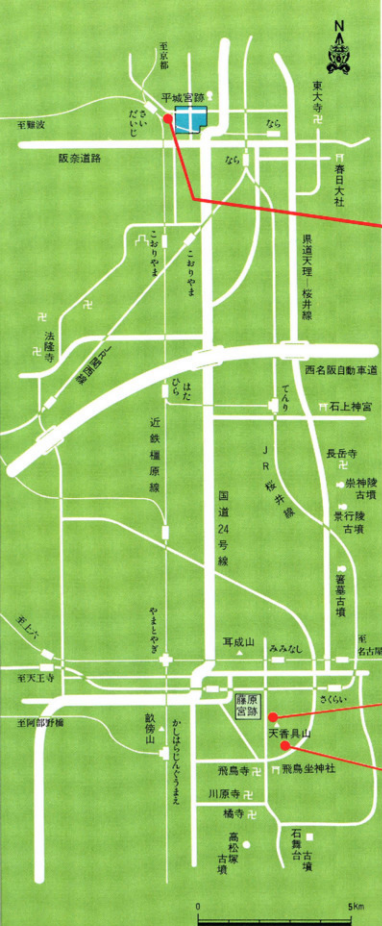 N
至京都
平城宮跡
東大寺
至難波
さいだいじ
なら
阪奈道路
なら
春日大社
こおりやま
こおりやま
県道天理 桜井線
法隆寺
JR関西線
西名阪自動車道
ひらはた
てんり
石上神宮
近鉄橿原線
長岳寺
JR桜井線
崇神陵古墳
国道24号線
景行陵古墳
箸墓古墳
至上六
やまとやぎ
耳成山
みみなし
至名古屋
至天王寺
さくらい
藤原宮跡
至阿部野橋
畝傍山
かしはらじんぐうまえ
天香具山
飛鳥寺
飛鳥坐神社
川原寺
橘寺
高松塚古墳
石舞台古墳
0
5km